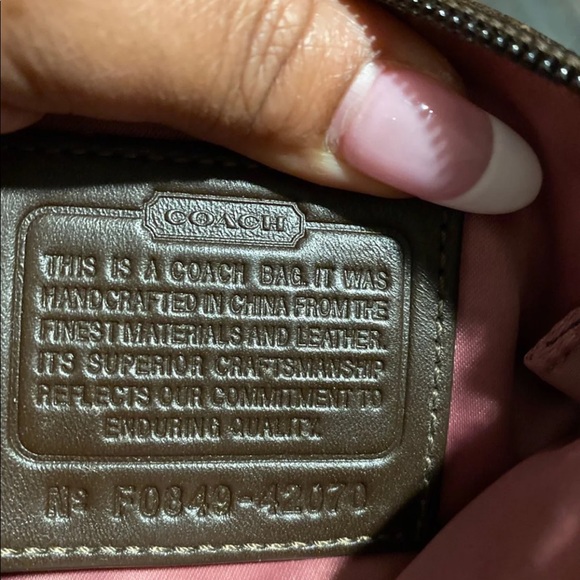 COACH
THIS IS A COACH BAG. IT WAS
HANDCRAFTED IN CHINA FROM THE
FINEST MATERIALS AND LEATHER.
ITS SUPERIOR CRAFTSMANSHIP
REFLECTS OUR COMMITMENT TO
ENDURING QUALITY.
No F0849-42070